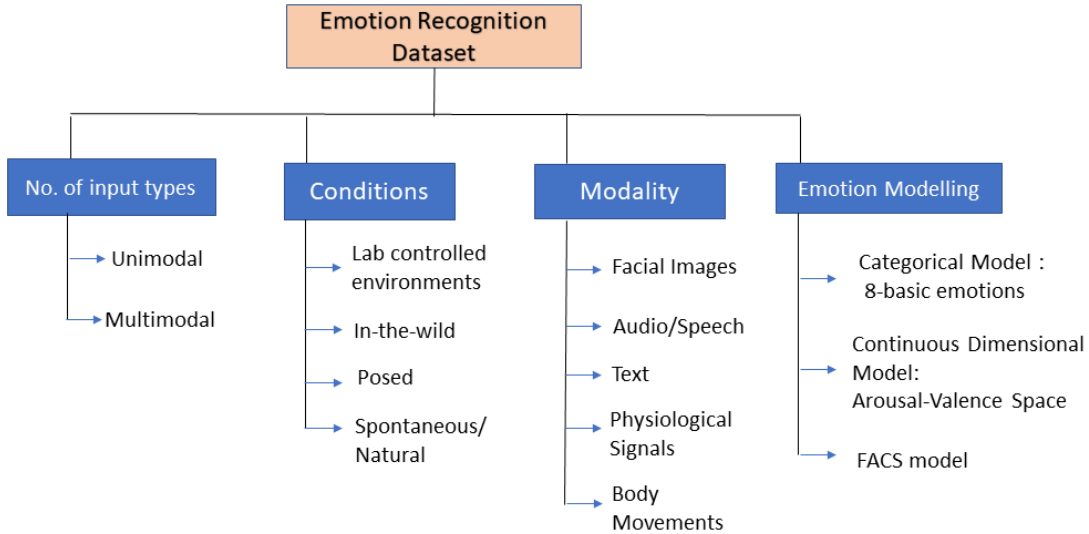 Emotion Recognition
Dataset
No. of input types
Unimodal
Multimodal
Conditions
Lab controlled
environments
In-the-wild
Posed
Spontaneous/
Natural
Modality
Facial Images
Audio/Speech
Text
Physiological
Signals
Body
Movements
Emotion Modelling
Categorical Model :
8-basic emotions
Continuous Dimensional
Model:
Arousal-Valence Space
FACS model